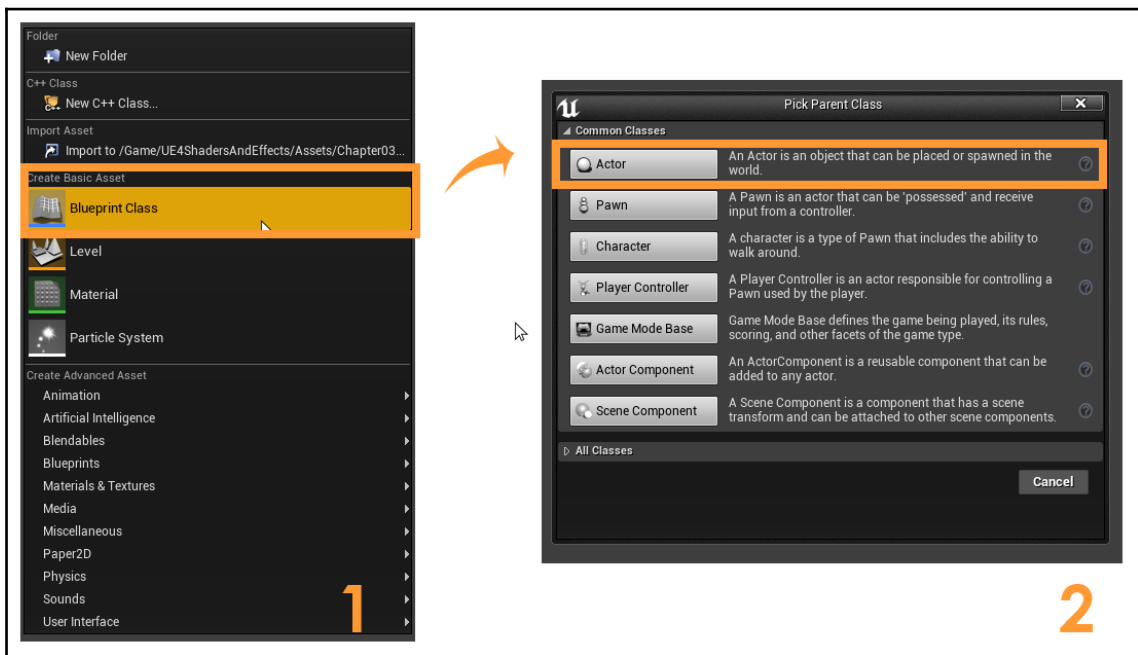 Folder
New Folder
C++ Class
New C++ Class...
Import Asset
Import to /Game/UE4ShadersAndEffects/Assets/Chapter03...
Create Basic Asset
Blueprint Class
Level
Material
Particle System
Create Advanced Asset
Animation
Artificial Intelligence
Blendables
Blueprints
Materials & Textures
Media
Miscellaneous
Paper2D
Physics
Sounds
User Interface
1
Pick Parent Class
Common Classes
Actor
An Actor is an object that can be placed or spawned in the
world.
Pawn
A Pawn is an actor that can be 'possessed' and receive
input from a controller.
Character
A character is a type of Pawn that includes the ability to
walk around.
Player Controller
A Player Controller is an actor responsible for controlling a
Pawn used by the player.
Game Mode Base
Game Mode Base defines the game being played, its rules,
scoring, and other facets of the game type.
Actor Component
An ActorComponent is a reusable component that can be
added to any actor.
Scene Component
A Scene Component is a component that has a scene
transform and can be attached to other scene components.
All Classes
Cancel
2